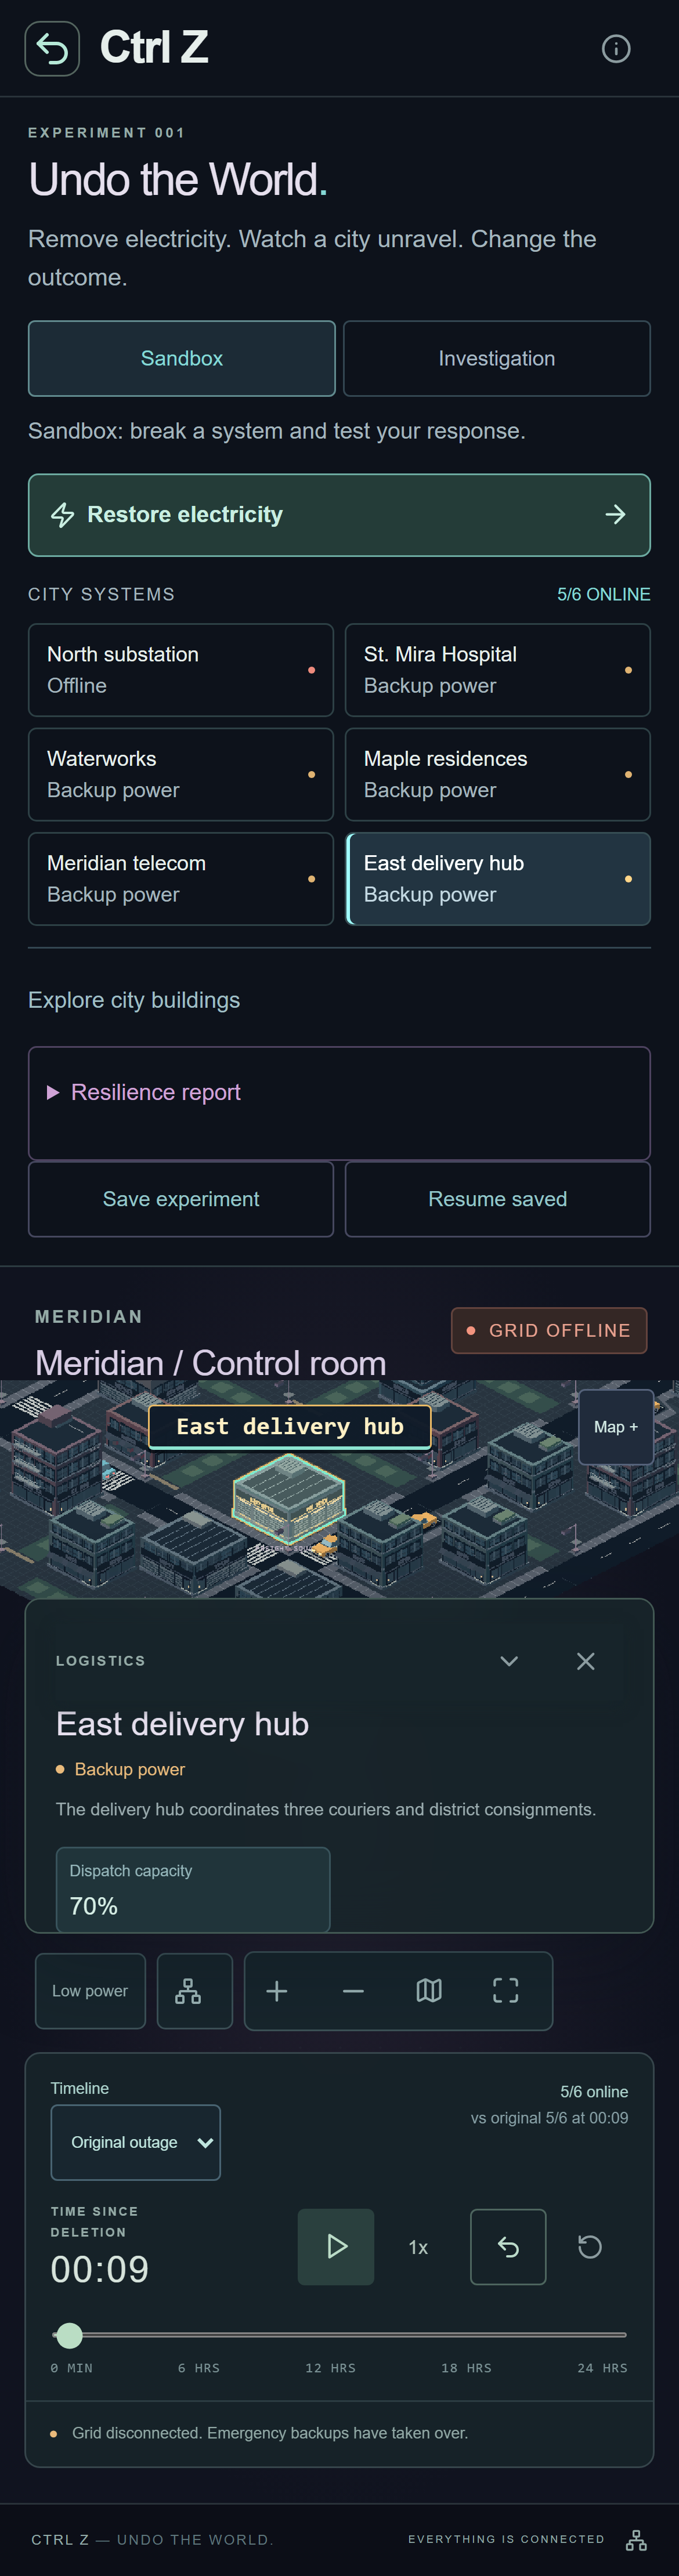 Ctrl Z
EXPERIMENT 001
Undo the World.
Remove electricity. Watch a city unravel. Change the
outcome.
Sandbox
Investigation
Sandbox: break a system and test your response.
Restore electricity
CITY SYSTEMS
5/6 ONLINE
North substation
Offline
St. Mira Hospital
Backup power
Waterworks
Backup power
Maple residences
Backup power
Meridian telecom
Backup power
East delivery hub
Backup power
Explore city buildings
Resilience report
Save experiment
Resume saved
MERIDIAN
GRID OFFLINE
Meridian / Control room
East delivery hub
Map +
LOGISTICS
East delivery hub
Backup power
The delivery hub coordinates three couriers and district consignments.
Dispatch capacity
70%
Low power
Timeline
5/6 online
Original outage
vs original 5/6 at 00:09
TIME SINCE
DELETION
00:09
1x
0 MIN
6 HRS
12 HRS
18 HRS
24 HRS
Grid disconnected. Emergency backups have taken over.
CTRL Z — UNDO THE WORLD.
EVERYTHING IS CONNECTED